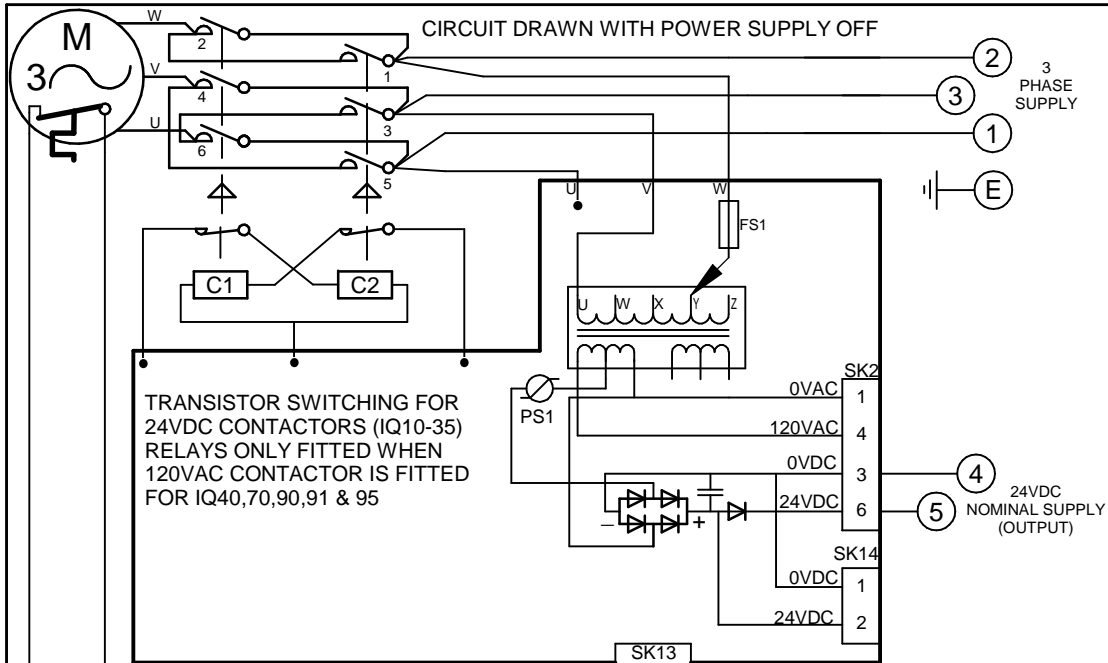 CIRCUIT DRAWN WITH POWER SUPPLY OFF
W
M
3
V
U
2
1
4
3
6
5
2
3
1
E
3
PHASE
SUPPLY
U
V
W
FS1
C1
C2
U
W
X
Y
Z
PS1
TRANSISTOR SWITCHING FOR
24VDC CONTACTORS (IQ10-35)
RELAYS ONLY FITTED WHEN
120VAC CONTACTOR IS FITTED
FOR IQ40,70,90,91 & 95
SK2
0VAC
1
120VAC
4
0VDC
3
24VDC
6
4
5
24VDC
NOMINAL SUPPLY
(OUTPUT)
–
+
SK14
0VDC
1
24VDC
2
SK13